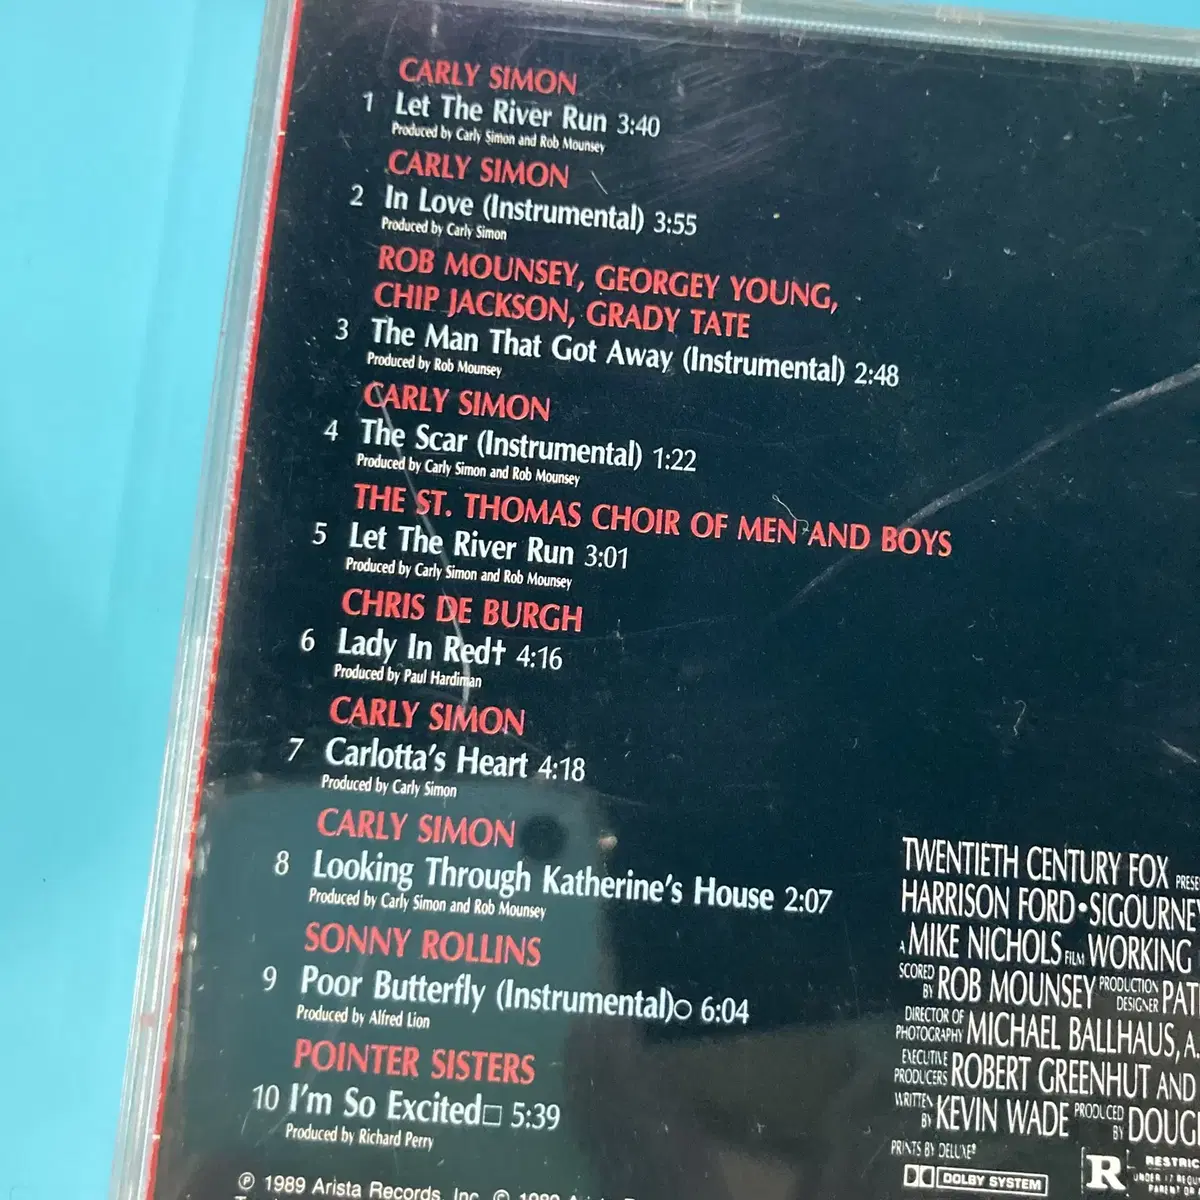 CARLY SIMON
1 Let The River Run 3:40
Produced by Carly Simon and Rob Mounsey
CARLY SIMON
2 In Love (Instrumental) 3:55
Produced by Carly Simon
ROB MOUNSEY, GEORGEY YOUNG,
CHIP JACKSON, GRADY TATE
3 The Man That Got Away (Instrumental) 2:48
Produced by Rob Mounsey
CARLY SIMON
4 The Scar (Instrumental) 1:22
Produced by Carly Simon and Rob Mounsey
THE ST. THOMAS CHOIR OF MEN AND BOYS
5 Let The River Run 3:01
Produced by Carly Simon and Rob Mounsey
CHRIS DE BURGH
6 Lady In Red† 4:16
Produced by Paul Hardiman
CARLY SIMON
7 Carlotta's Heart 4:18
Produced by Carly Simon
CARLY SIMON
8 Looking Through Katherine's House 2:07
Produced by Carly Simon and Rob Mounsey
SONNY ROLLINS
9 Poor Butterfly (Instrumental)○ 6:04
Produced by Alfred Lion
POINTER SISTERS
10 I'm So Excited□ 5:39
Produced by Richard Perry
℗ 1989 Arista Records, Inc. © 1989 Arista
TWENTIETH CENTURY FOX
HARRISON FORD • SIGOURNEY
A MIKE NICHOLS FILM WORKING
SCORED BY ROB MOUNSEY PRODUCTION DESIGNER PAT
DIRECTOR OF PHOTOGRAPHY MICHAEL BALLHAUS, A.
EXECUTIVE PRODUCERS ROBERT GREENHUT AND
WRITTEN BY KEVIN WADE PRODUCED BY DOUG
PRINTS BY DELUXE®
DOLBY SYSTEM
R RESTRIC
UNDER 17 REQ
PARENT OR